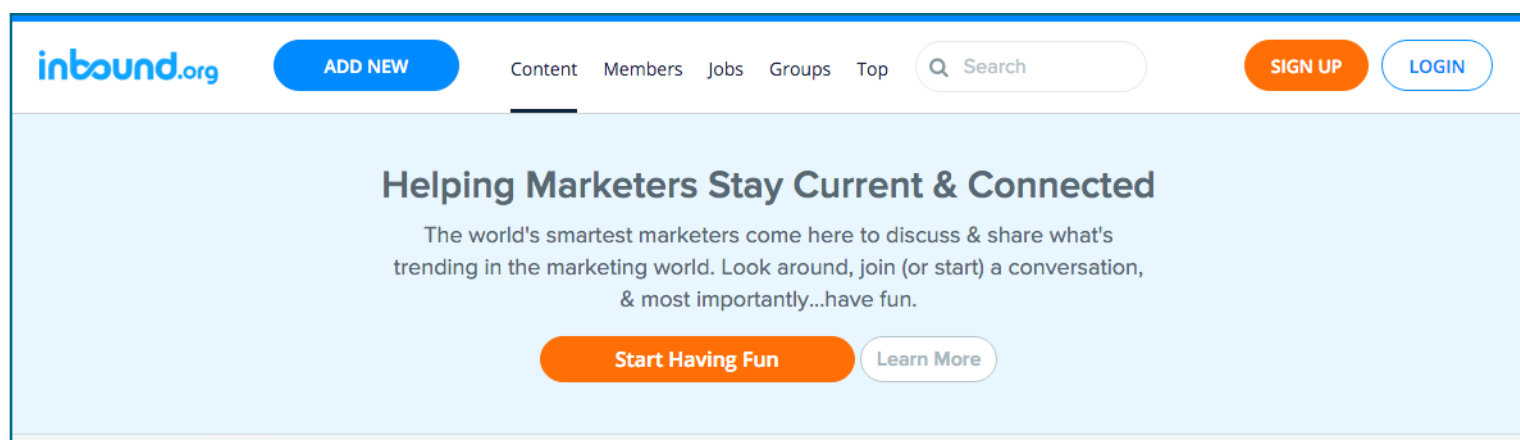 inbound.org
ADD NEW
Content
Members
Jobs
Groups
Top
Search
SIGN UP
LOGIN
Helping Marketers Stay Current & Connected
The world's smartest marketers come here to discuss & share what's
trending in the marketing world. Look around, join (or start) a conversation,
& most importantly...have fun.
Start Having Fun
Learn More